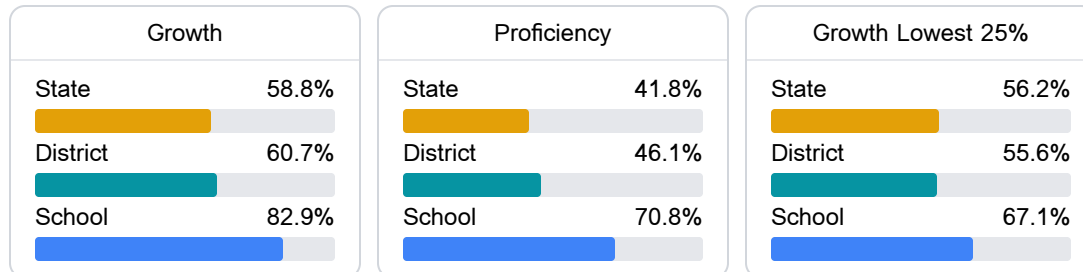 Growth
State 58.8%
District 60.7%
School 82.9%
Proficiency
State 41.8%
District 46.1%
School 70.8%
Growth Lowest 25%
State 56.2%
District 55.6%
School 67.1%